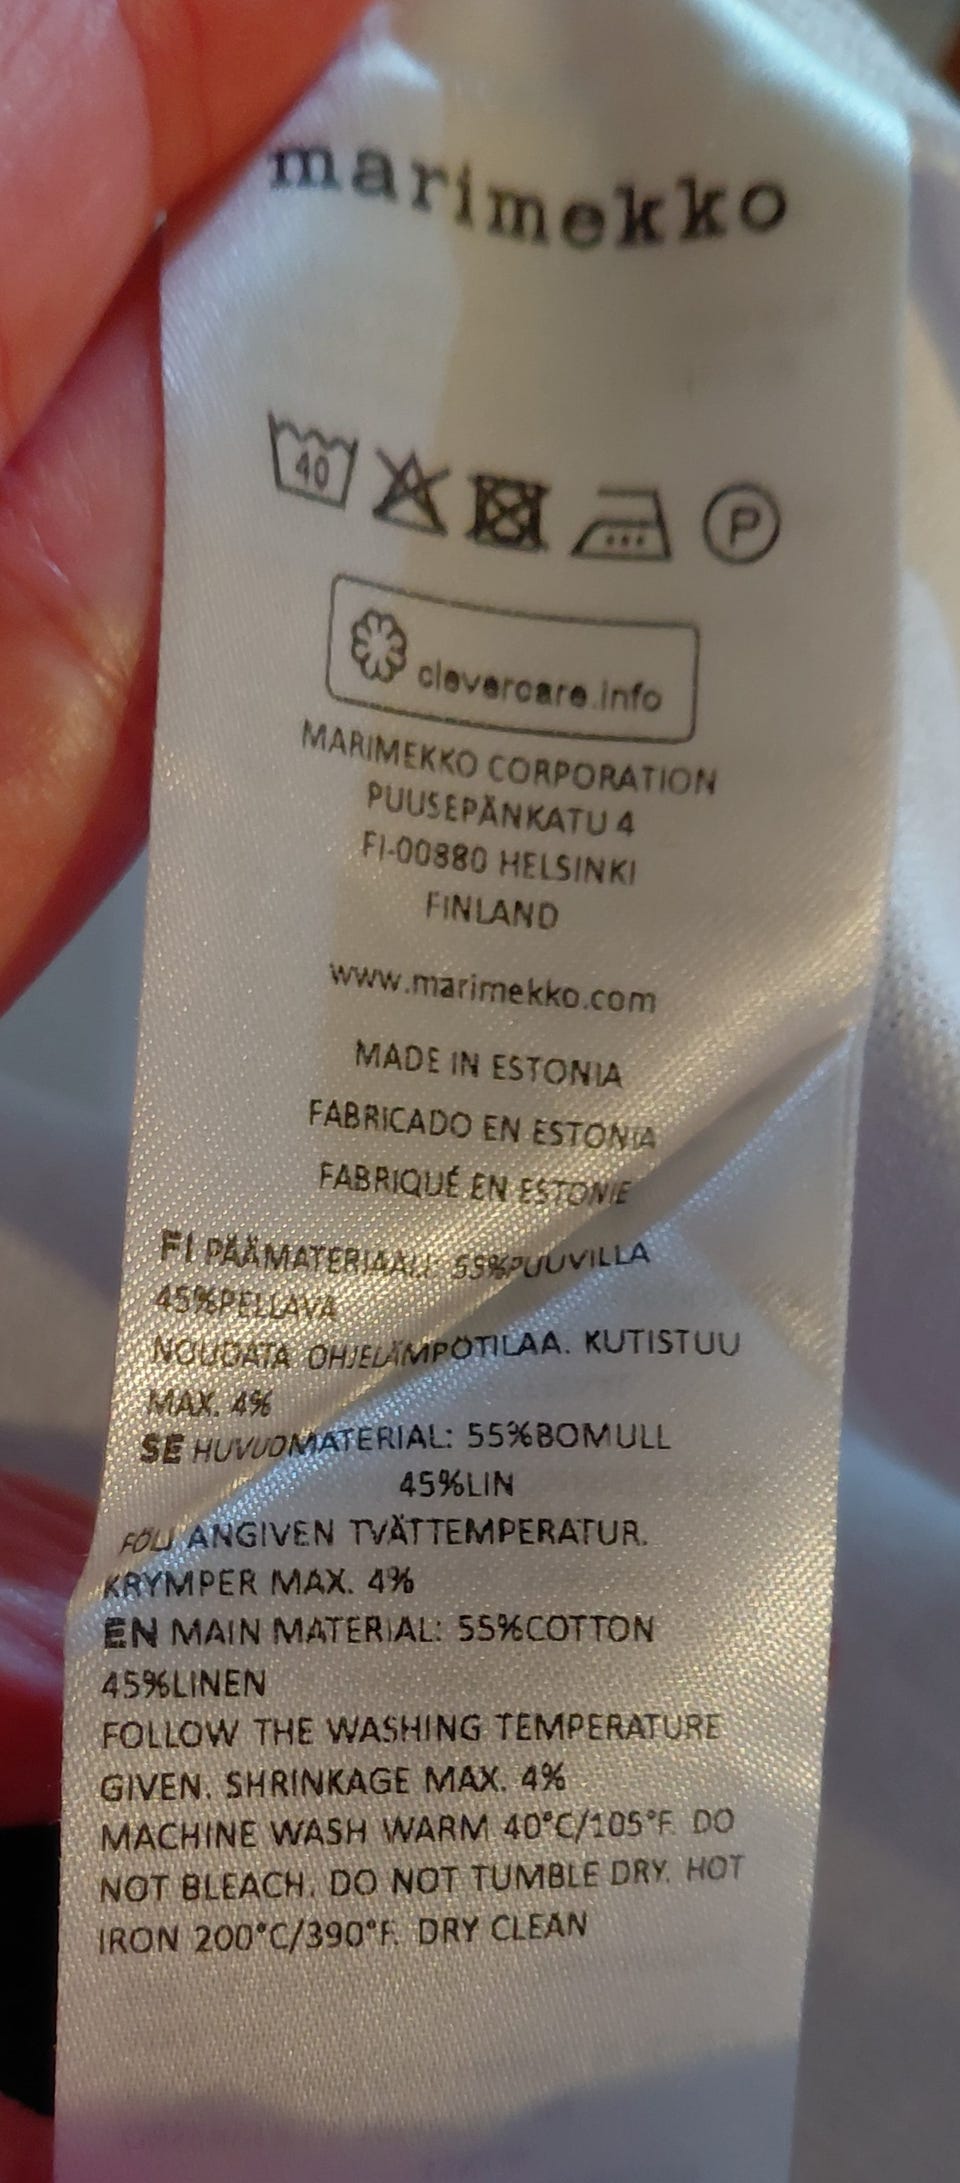 marimekko
40 P
clevercare.info
MARIMEKKO CORPORATION
PUUSEPÄNKATU 4
FI-00880 HELSINKI
FINLAND
www.marimekko.com
MADE IN ESTONIA
FABRICADO EN ESTONIA
FABRIQUÉ EN ESTONIE
FI PÄÄMATERIAALI: 55%PUUVILLA
45%PELLAVA
NOUDATA OHJELÄMPÖTILAA. KUTISTUU
MAX. 4%
SE HUVUDMATERIAL: 55%BOMULL
45%LIN
FÖLJ ANGIVEN TVÄTTEMPERATUR.
KRYMPER MAX. 4%
EN MAIN MATERIAL: 55%COTTON
45%LINEN
FOLLOW THE WASHING TEMPERATURE
GIVEN. SHRINKAGE MAX. 4%
MACHINE WASH WARM 40°C/105°F. DO
NOT BLEACH. DO NOT TUMBLE DRY. HOT
IRON 200°C/390°F. DRY CLEAN